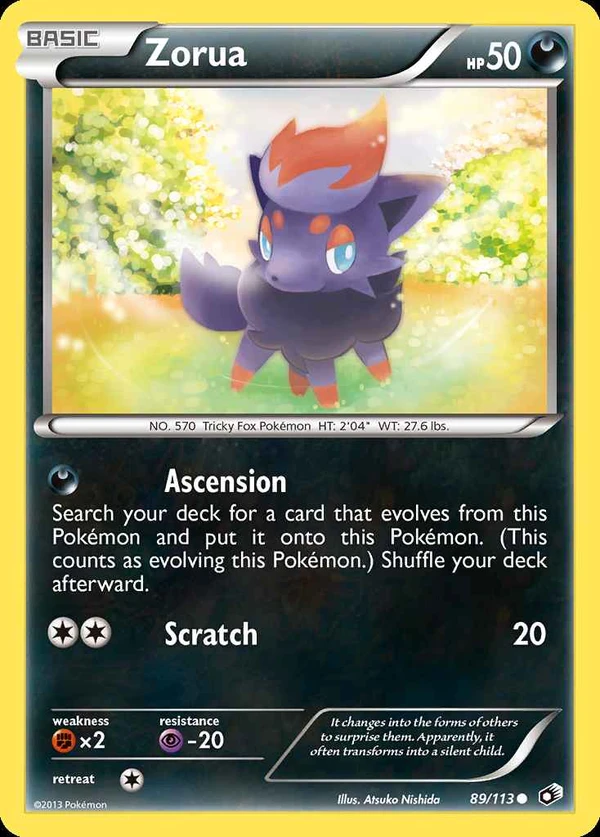 BASIC Zorua HP 50
NO. 570 Tricky Fox Pokémon HT: 2'04" WT: 27.6 lbs.
Ascension
Search your deck for a card that evolves from this
Pokémon and put it onto this Pokémon. (This
counts as evolving this Pokémon.) Shuffle your deck
afterward.
Scratch 20
weakness resistance
×2 -20
retreat
It changes into the forms of others
to surprise them. Apparently, it
often transforms into a silent child.
©2013 Pokémon Illus. Atsuko Nishida 89/113